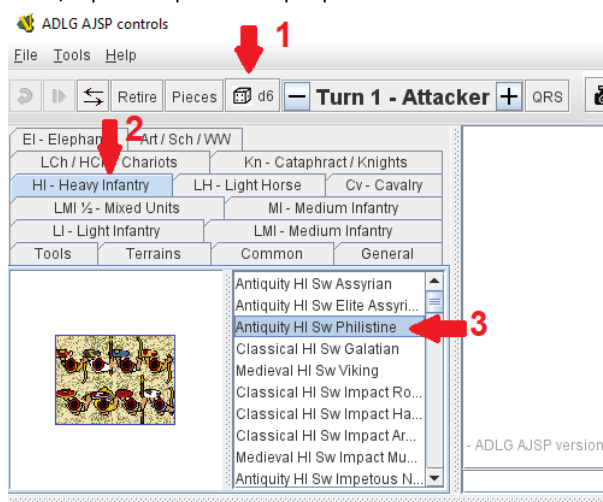 ADLG AJSP controls
1
File Tools Help
Retire Pieces d6 Turn 1 - Attacker QRS
2
El - Elephan Art / Sch / WW
LCh / HCh Chariots Kn - Cataphract / Knights
HI - Heavy Infantry LH - Light Horse Cv - Cavalry
LMI ½ - Mixed Units MI - Medium Infantry
LI - Light Infantry LMI - Medium Infantry
Tools Terrains Common General
Antiquity HI Sw Assyrian
Antiquity HI Sw Elite Assyri...
Antiquity HI Sw Philistine 3
Classical HI Sw Galatian
Medieval HI Sw Viking
Classical HI Sw Impact Ro...
Classical HI Sw Impact Ha...
Classical HI Sw Impact Ar...
Medieval HI Sw Impact Mu...
Antiquity HI Sw Impetous N...
- ADLG AJSP version